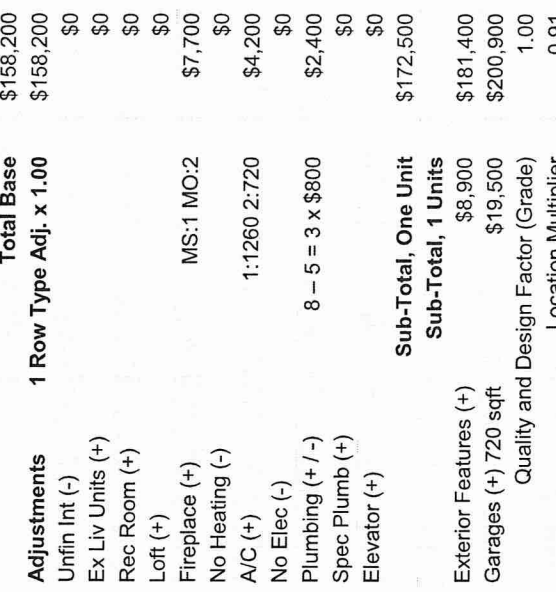 Total Base $158,200
Adjustments 1 Row Type Adj. x 1.00 $158,200
Unfin Int (-) $0
Ex Liv Units (+) $0
Rec Room (+) $0
Loft (+) $0
Fireplace (+) MS:1 MO:2 $7,700
No Heating (-) $0
A/C (+) 1:1260 2:720 $4,200
No Elec (-) $0
Plumbing (+ / -) 8 – 5 = 3 x $800 $2,400
Spec Plumb (+) $0
Elevator (+) $0
Sub-Total, One Unit $172,500
Sub-Total, 1 Units
Exterior Features (+) $8,900 $181,400
Garages (+) 720 sqft $19,500 $200,900
Quality and Design Factor (Grade) 1.00
Location Multiplier 0.91